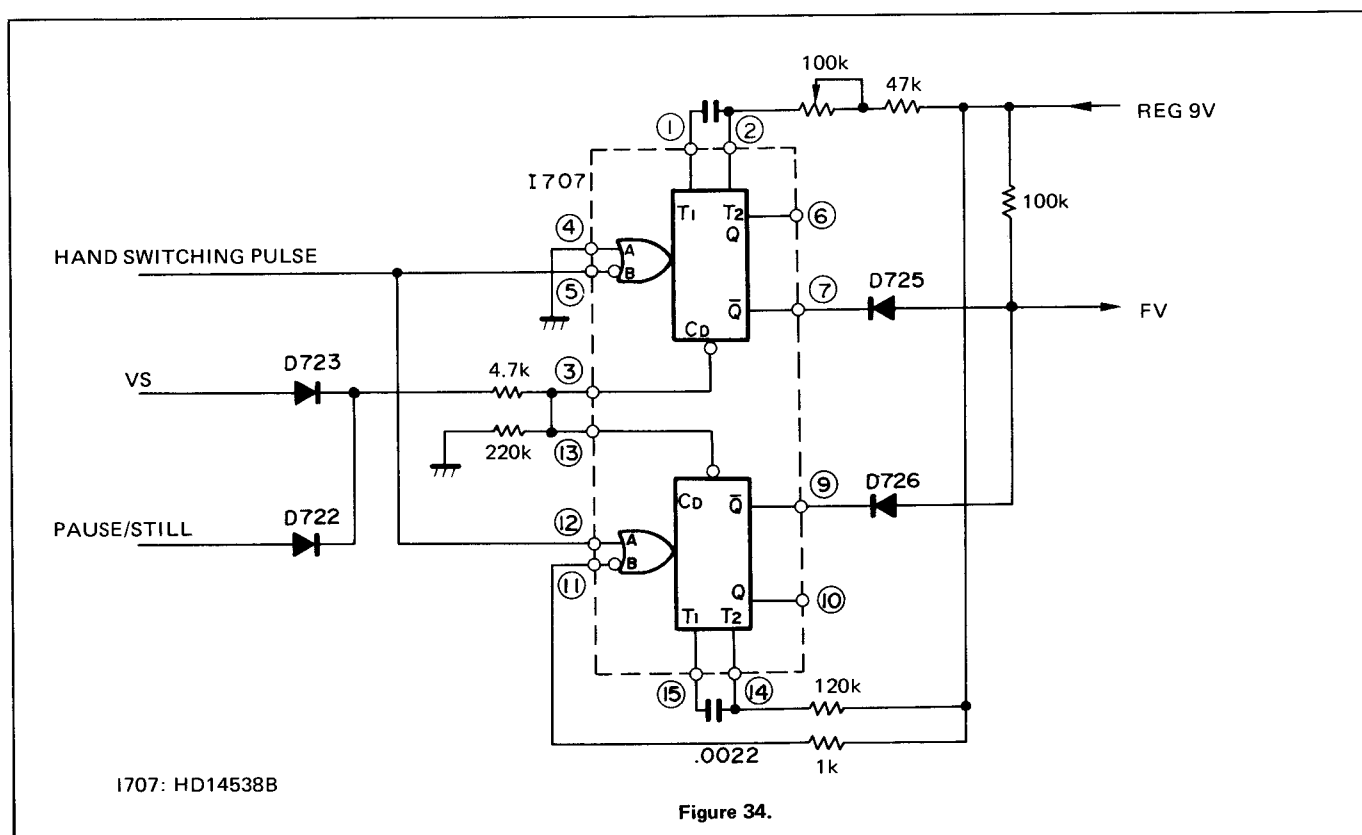 100k
47k
REG 9V
① ②
I707
100k
T1 T2
⑥
④
Q
A
HAND SWITCHING PULSE
B
⑤
⑦ D725
Q̅
FV
CD
D723
4.7k ③
VS
220k ⑬
⑨ D726
CD Q̅
D722
⑫
PAUSE/STILL
A
B
⑪
Q
⑩
T1 T2
⑮ ⑭ 120k
.0022
1k
I707: HD14538B
Figure 34.